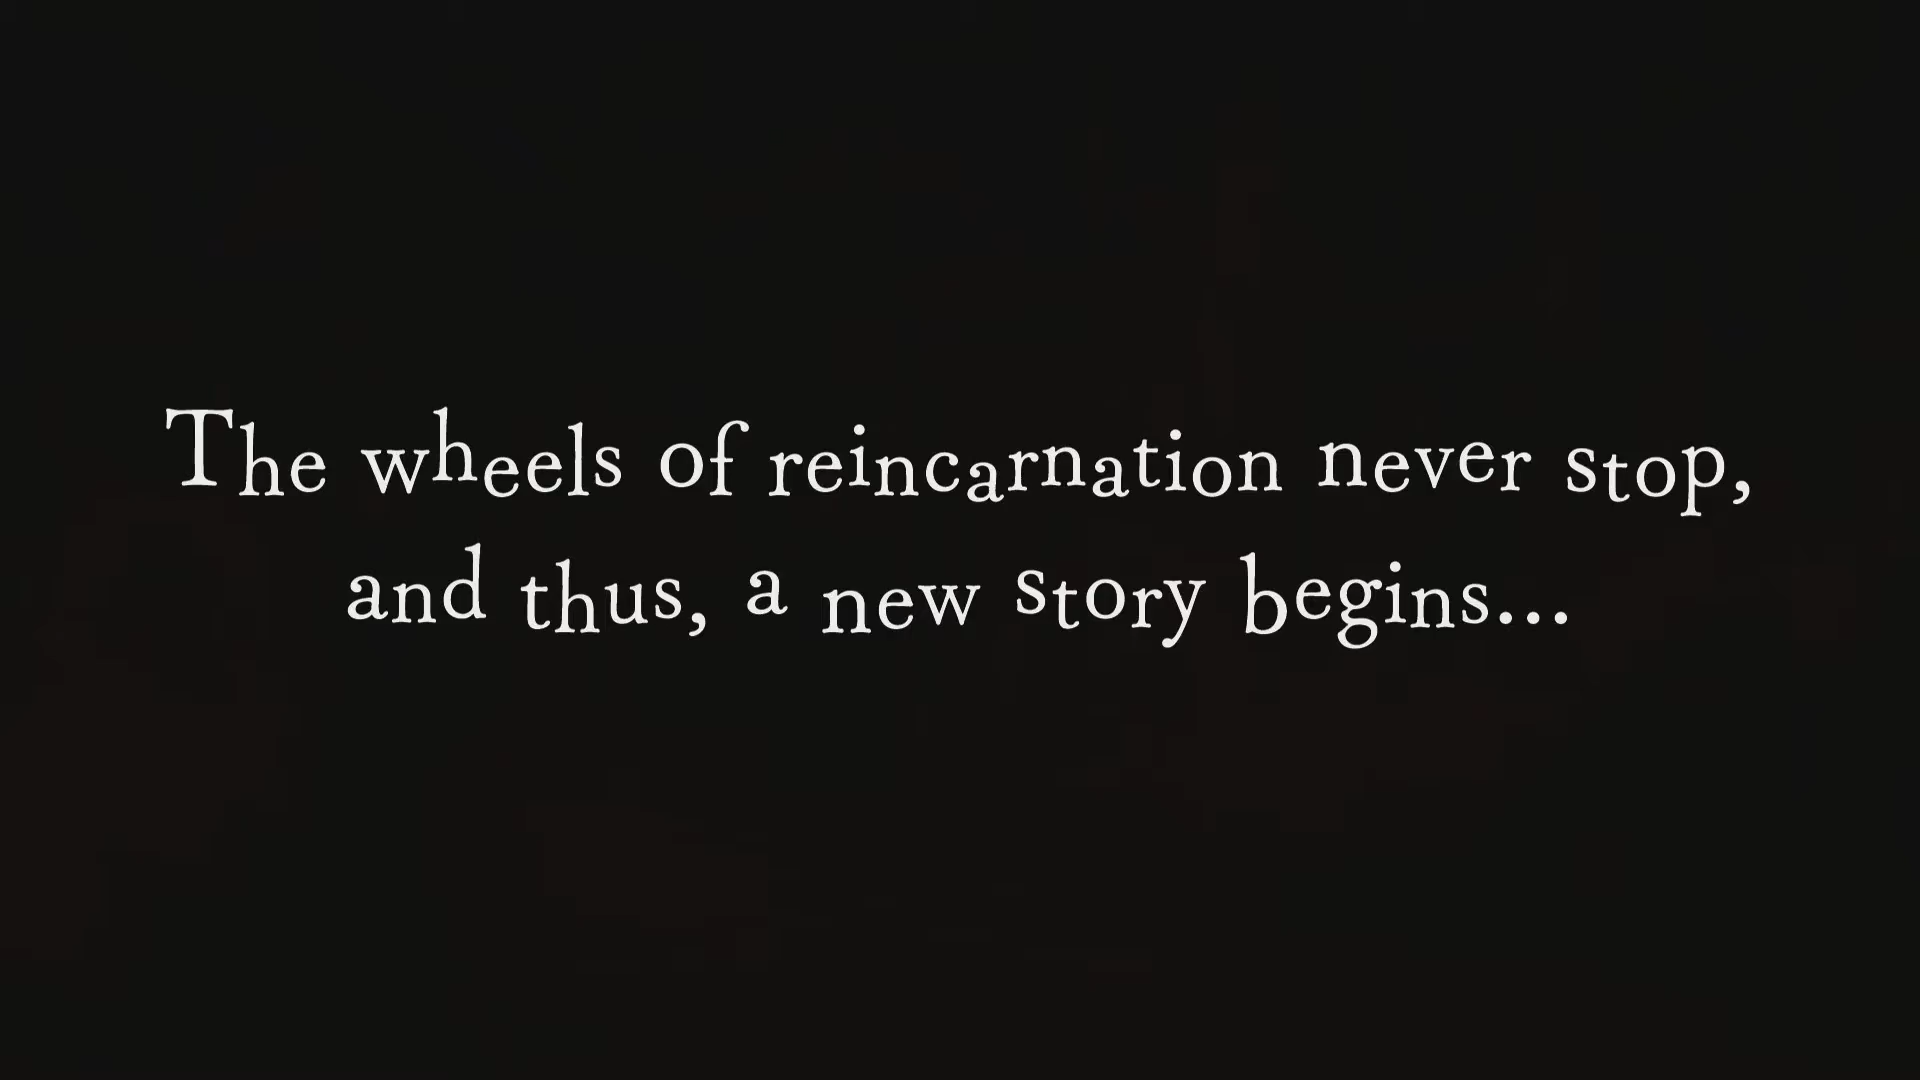 The wheels of reincarnation never stop,
and thus, a new story begins...